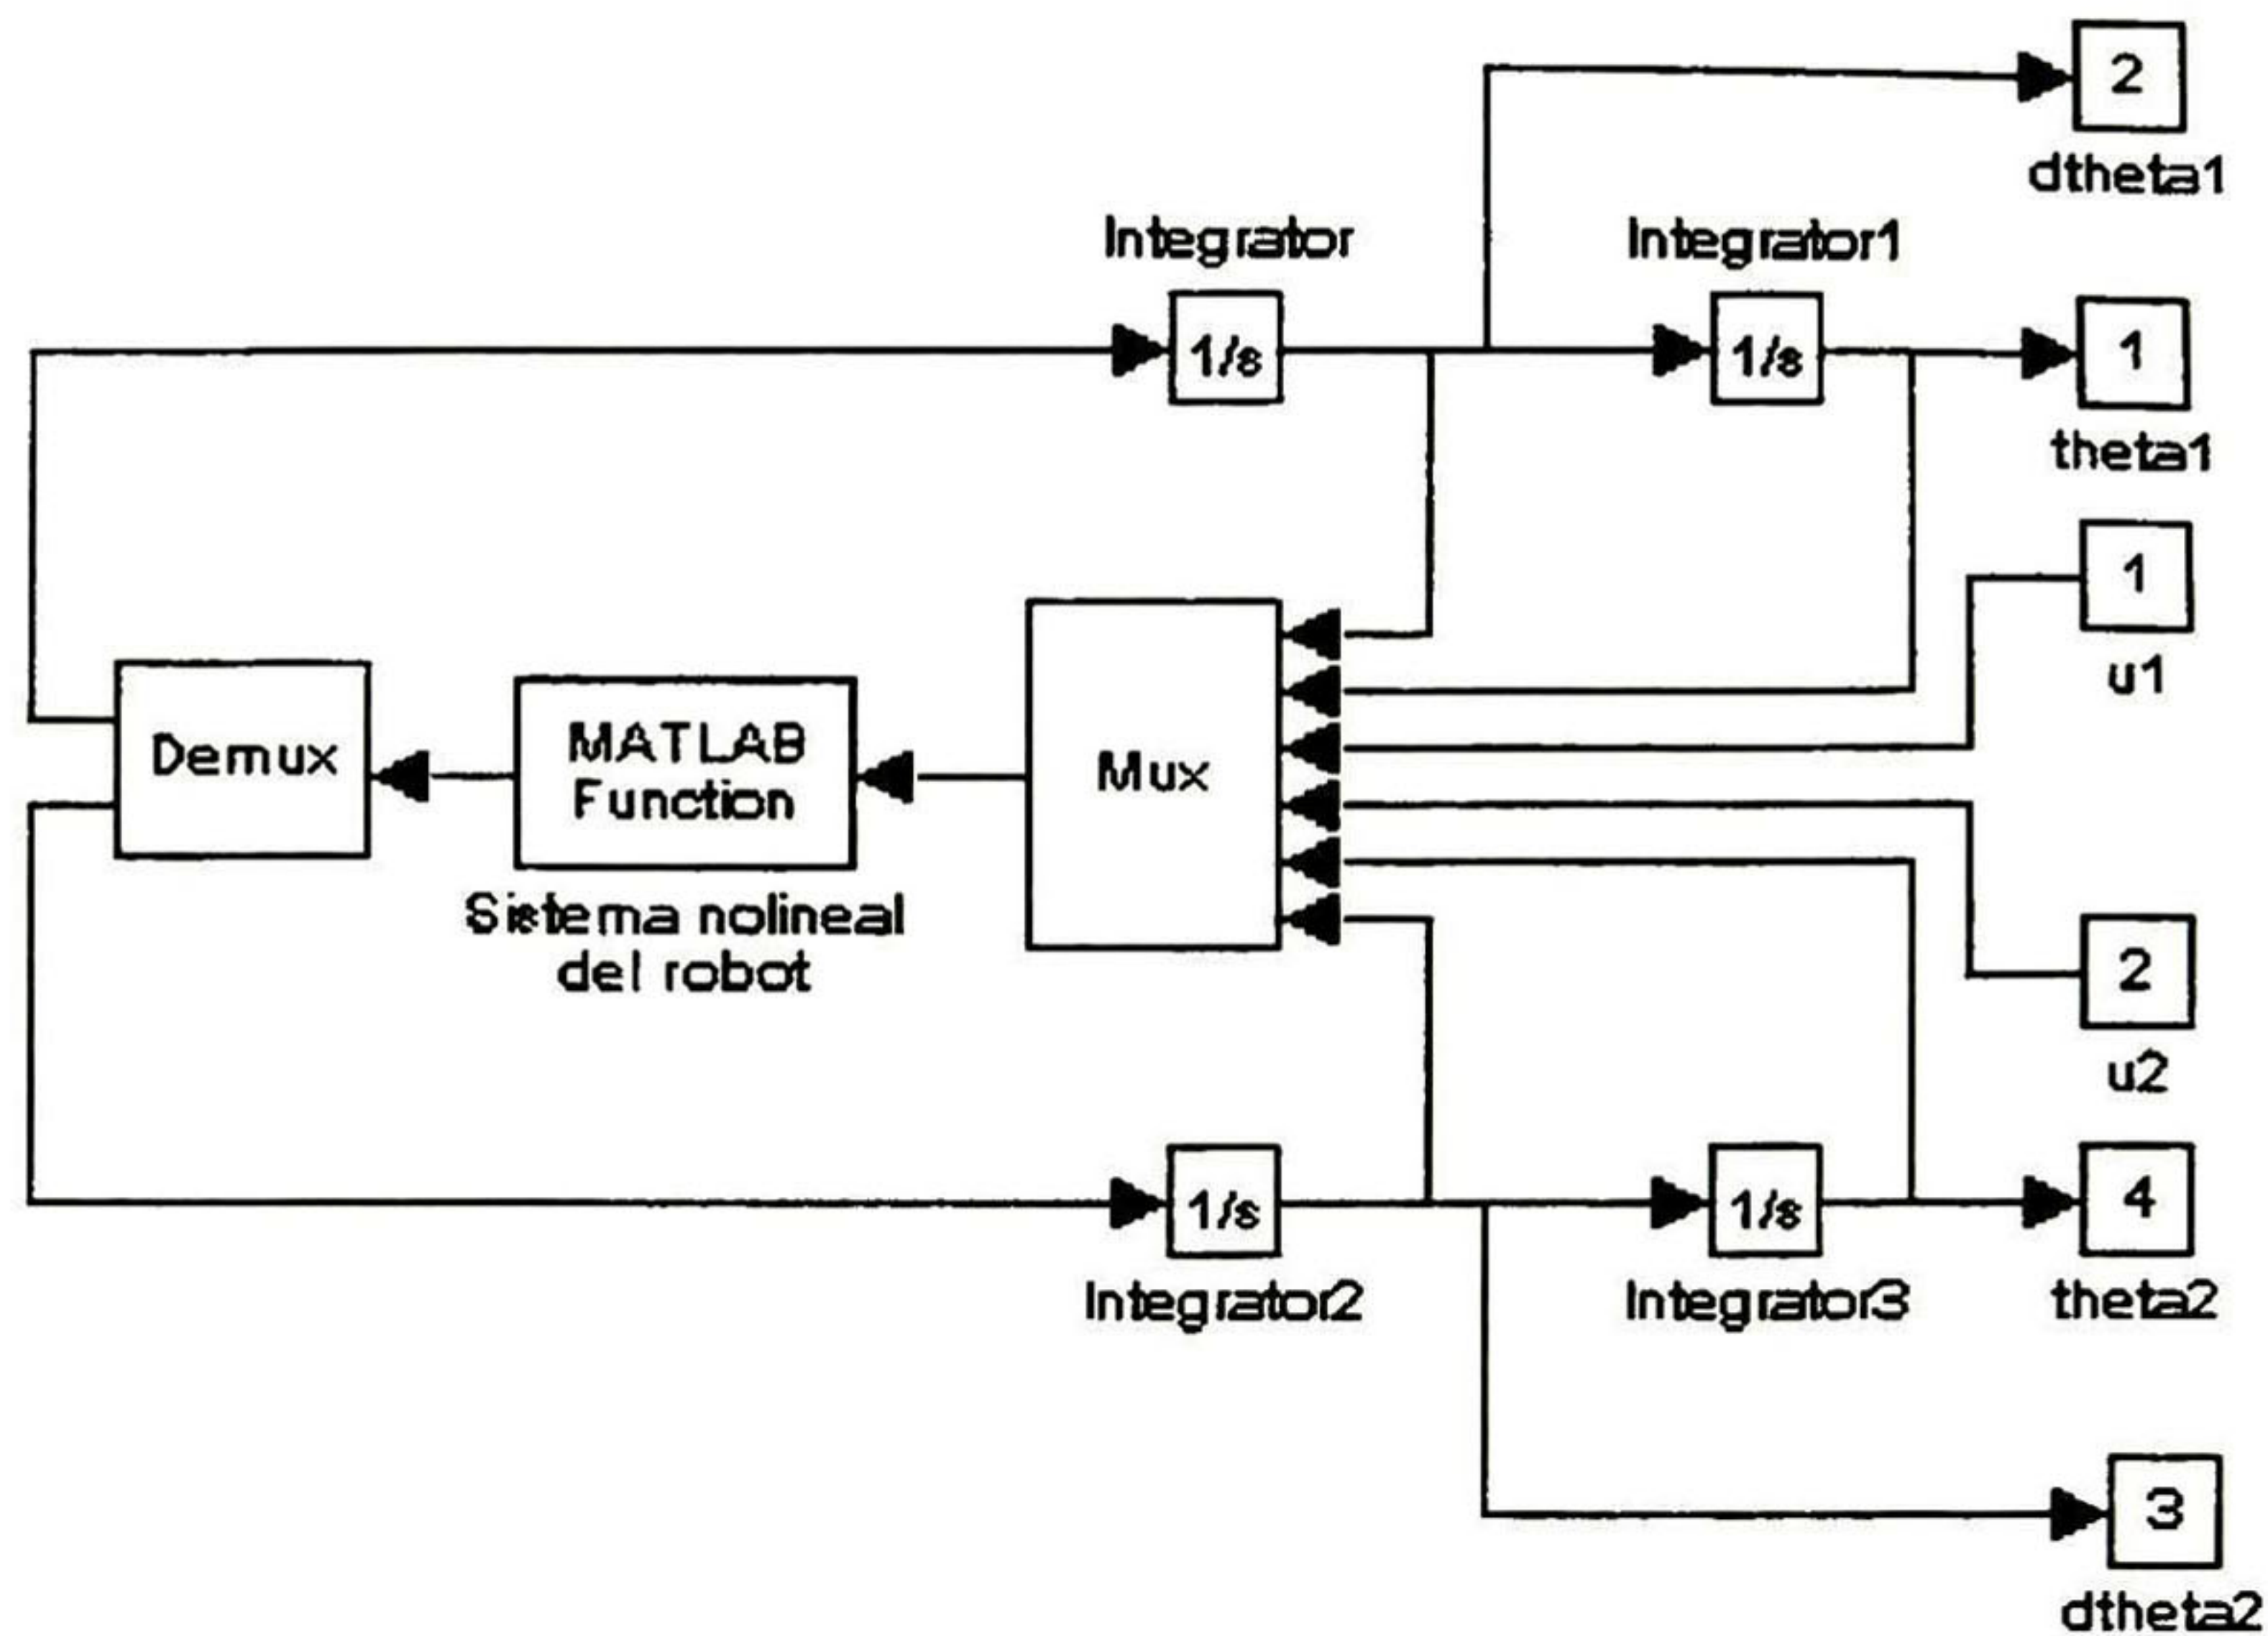 2
dtheta1
Integrator
Integrator1
1/s
1/s
1
theta1
1
u1
Demux
MATLAB
Function
Mux
Sistema nolineal
del robot
2
u2
1/s
1/s
4
Integrator2
Integrator3
theta2
3
dtheta2